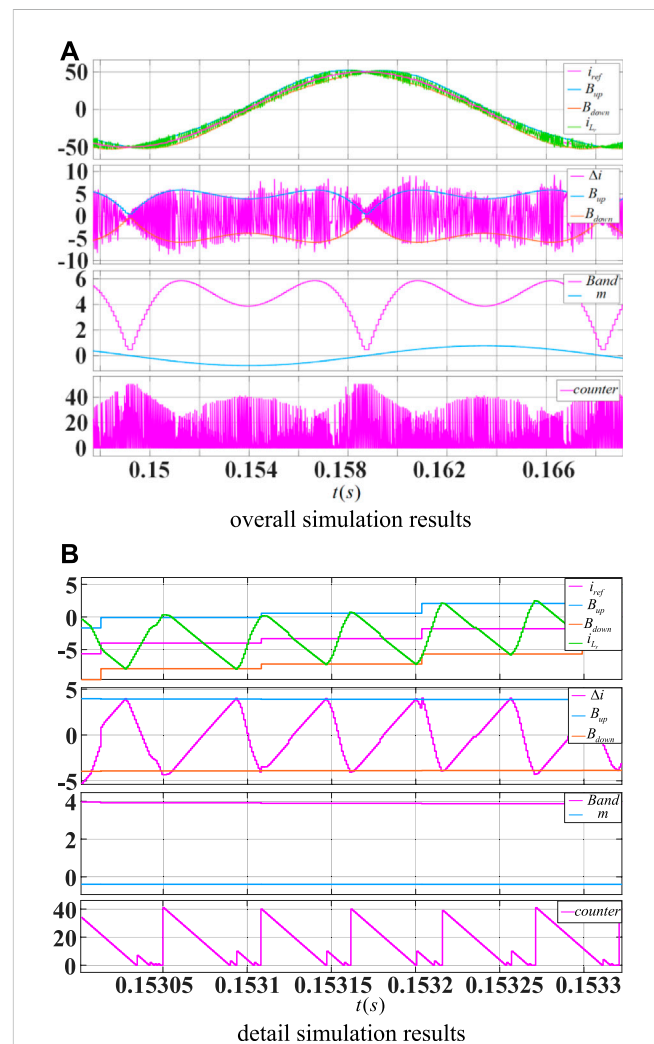 A
50
0
-50
i_ref
B_up
B_down
i_Lr
10
5
0
-5
-10
Δi
B_up
B_down
6
4
2
0
Band
m
40
20
0
counter
0.15 0.154 0.158 0.162 0.166
t(s)
overall simulation results
B
5
0
-5
i_ref
B_up
B_down
i_Lr
5
0
-5
Δi
B_up
B_down
4
2
0
Band
m
40
20
0
counter
0.15305 0.1531 0.15315 0.1532 0.15325 0.1533
t(s)
detail simulation results